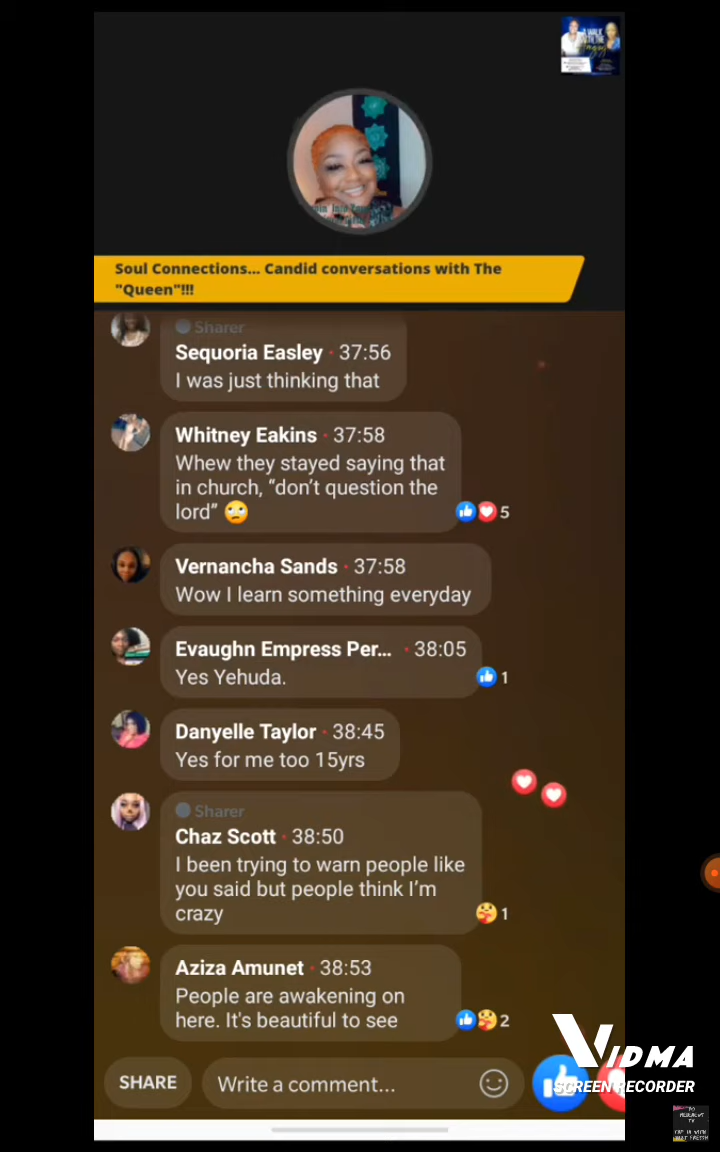 Soul Connections... Candid conversations with The
"Queen"!!!
Sharer
Sequoria Easley · 37:56
I was just thinking that
Whitney Eakins · 37:58
Whew they stayed saying that
in church, “don’t question the
lord” 🙄
5
Vernancha Sands · 37:58
Wow I learn something everyday
Evaughn Empress Per... · 38:05
Yes Yehuda.
1
Danyelle Taylor · 38:45
Yes for me too 15yrs
Sharer
Chaz Scott · 38:50
I been trying to warn people like
you said but people think I’m
crazy
1
Aziza Amunet · 38:53
People are awakening on
here. It's beautiful to see
2
SHARE
Write a comment...
VIDMA
SCREEN RECORDER